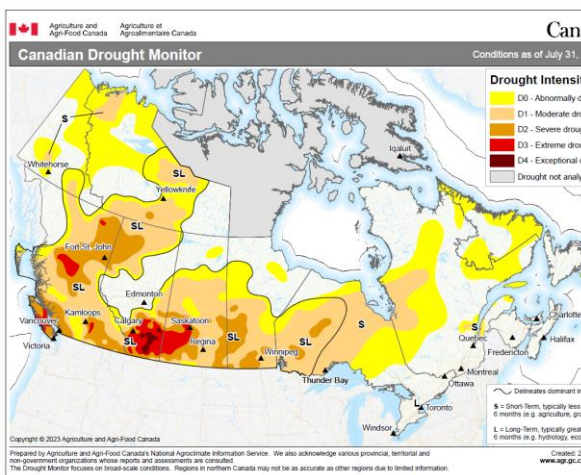 Agriculture and Agri-Food Canada
Agriculture et Agroalimentaire Canada
Can
Canadian Drought Monitor
Conditions as of July 31,
Drought Intensit
D0 - Abnormally d
D1 - Moderate dro
D2 - Severe droug
D3 - Extreme drou
D4 - Exceptional
Drought not analy
S
Whitehorse
Iqaluit
SL
Yellowknife
SL
Fort St. John
SL
Edmonton
Kamloops
Vancouver
Victoria
Calgary
Saskatoon
SL
Regina
SL
Winnipeg
SL
Thunder Bay
S
S
Quebec
Montreal
Ottawa
Toronto
L
Windsor
Charlotte
Fredericton
Halifax
Delineates dominant im
S = Short-Term, typically less
6 months (e.g. agriculture, gra
L = Long-Term, typically great
6 months (e.g. hydrology, eco
Copyright © 2023 Agriculture and Agri-Food Canada
Prepared by Agriculture and Agri-Food Canada's National Agroclimate Information Service. We also acknowledge various provincial, territorial and
non-government organizations whose reports and assessments are consulted.
The Drought Monitor focuses on broad-scale conditions. Regions in northern Canada may not be as accurate as other regions due to limited information.
Created:
www.agr.gc.c